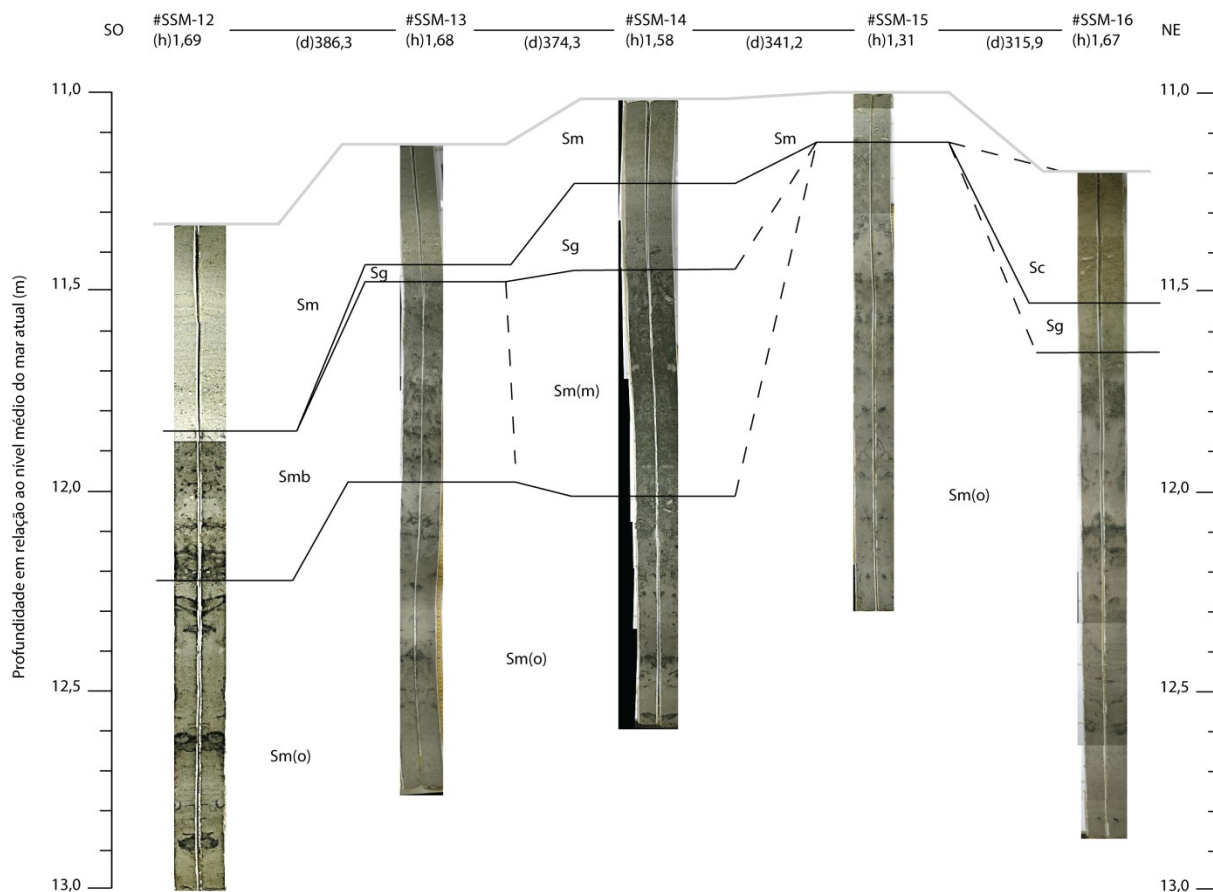 SO
#SSM-12
(h)1,69
(d)386,3
#SSM-13
(h)1,68
(d)374,3
#SSM-14
(h)1,58
(d)341,2
#SSM-15
(h)1,31
(d)315,9
#SSM-16
(h)1,67
NE
Profundidade em relação ao nível médio do mar atual (m)
11,0
11,5
12,0
12,5
13,0
11,0
11,5
12,0
12,5
13,0
Sm
Sm
Sg
Sg
Sm
Sc
Sg
Sm(m)
Smb
Sm(o)
Sm(o)
Sm(o)